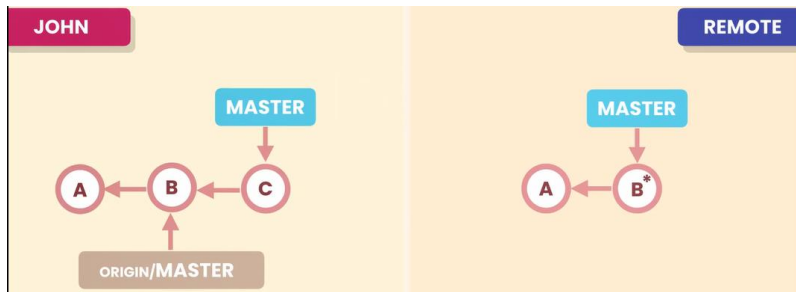 JOHN
REMOTE
MASTER
MASTER
A
B
C
A
B*
ORIGIN/MASTER